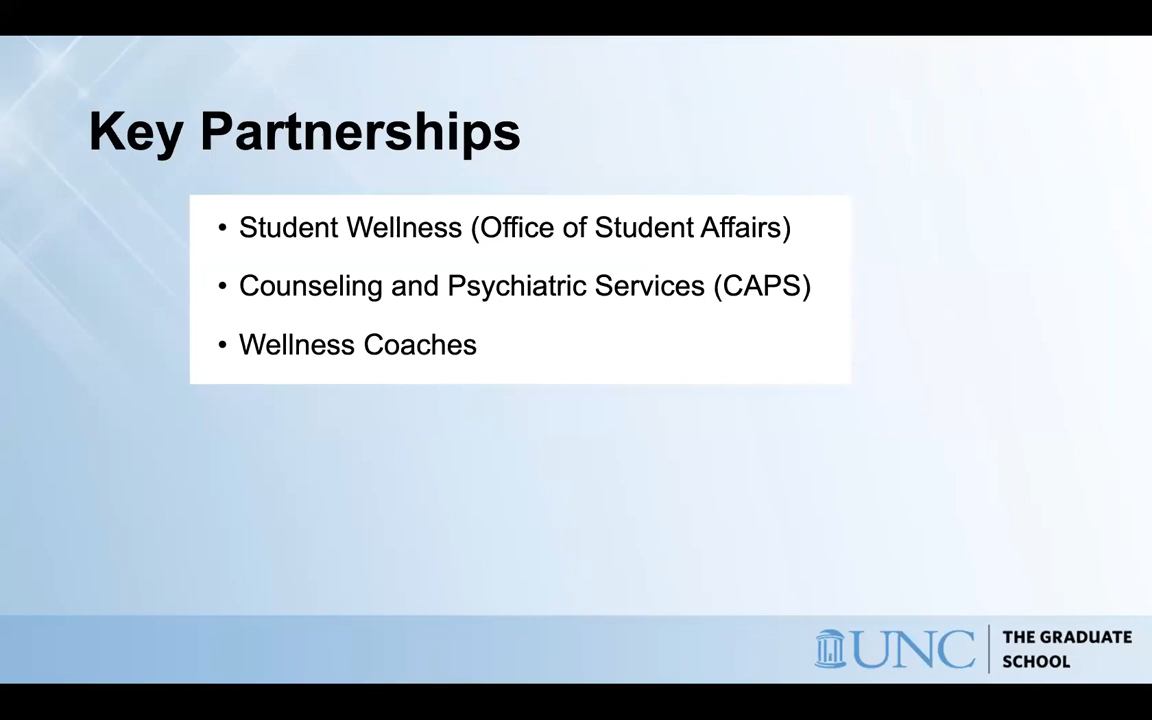 Key Partnerships
• Student Wellness (Office of Student Affairs)
• Counseling and Psychiatric Services (CAPS)
• Wellness Coaches
UNC
THE GRADUATE
SCHOOL